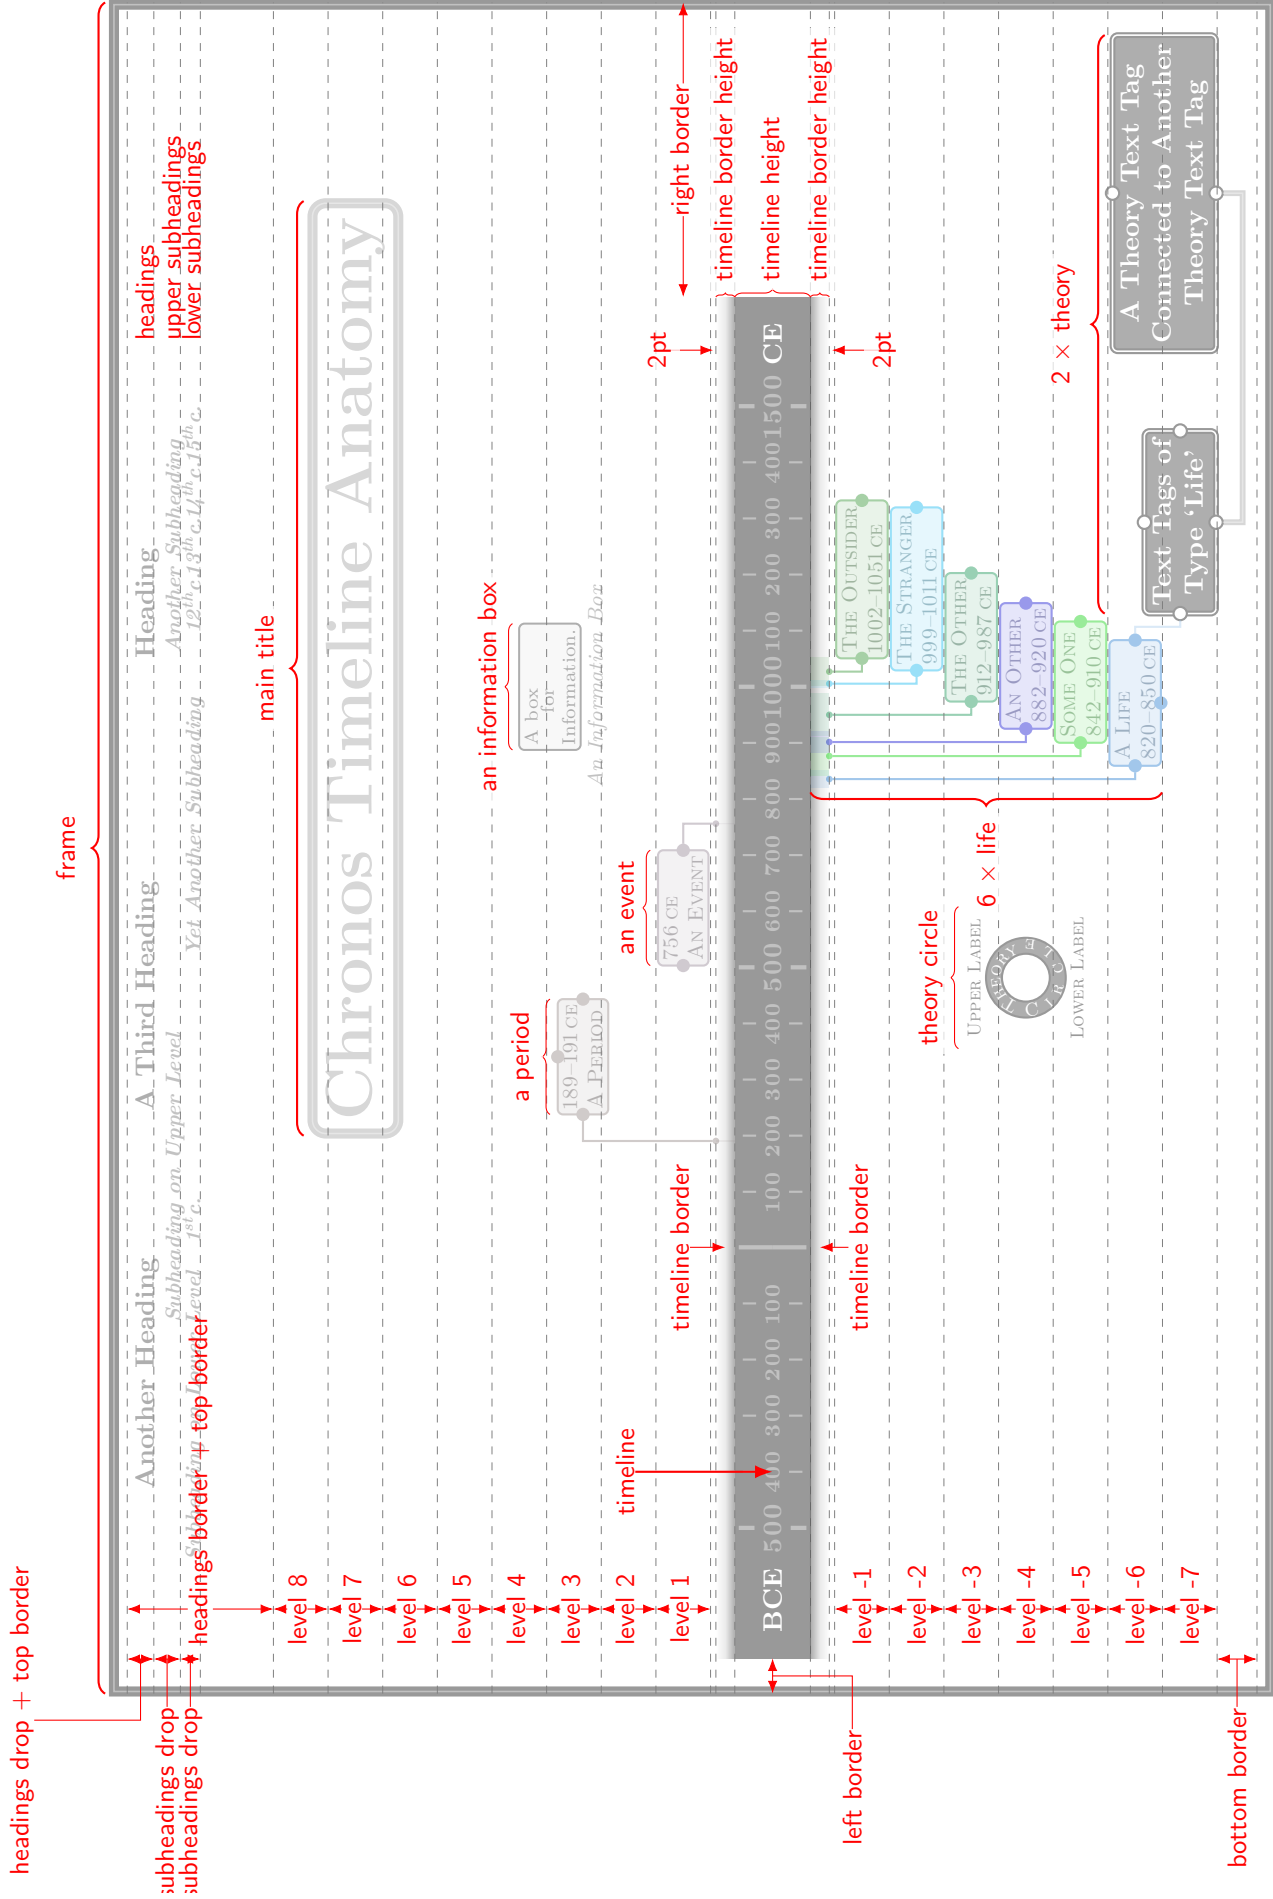 frame
headings drop + top border
subheadings drop
subheadings drop
headings
upper subheadings
lower subheadings
Another Heading
A Third Heading
Heading
Subheading on Upper Level
Another Subheading
Subheading on Lower Level
1st c.
Yet Another Subheading
12th c.
13th c.
14th c.
15th c.
headings border + top border
main title
Chronos Timeline Anatomy
level 8
level 7
level 6
level 5
level 4
level 3
level 2
level 1
an information box
A box
for
Information.
An Information Box
a period
189–191 CE
A Period
an event
756 CE
An Event
timeline
timeline border
2pt
right border
timeline border height
timeline height
timeline border height
BCE 500 400 300 200 100 100 200 300 400 500 600 700 800 900 1000 100 200 300 400 1500 CE
left border
timeline border
2pt
level -1
level -2
level -3
level -4
level -5
level -6
level -7
The Outsider
1002–1051 CE
The Stranger
999–1011 CE
The Other
912–987 CE
An Other
882–920 CE
Some One
842–910 CE
A Life
820–850 CE
6 × life
theory circle
Upper Label
Theory Circle
Lower Label
2 × theory
Text Tags of
Type ‘Life’
A Theory Text Tag
Connected to Another
Theory Text Tag
bottom border